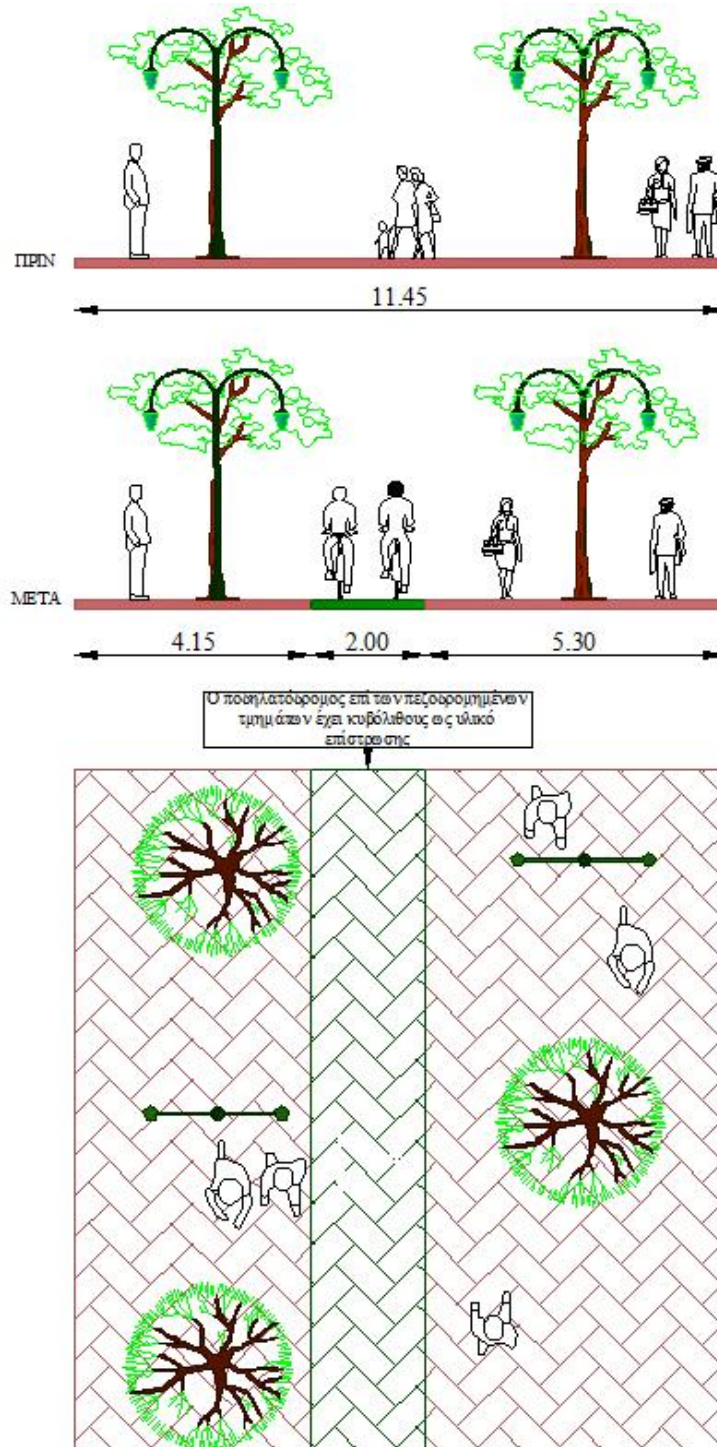 ΠΡΙΝ
11.45
ΜΕΤΑ
4.15 2.00 5.30
Ο ποδηλατόδρομος επί των πεζοδρομημένων
τμημάτων έχει κυβόλιθους ως υλικό
επίστρωσης